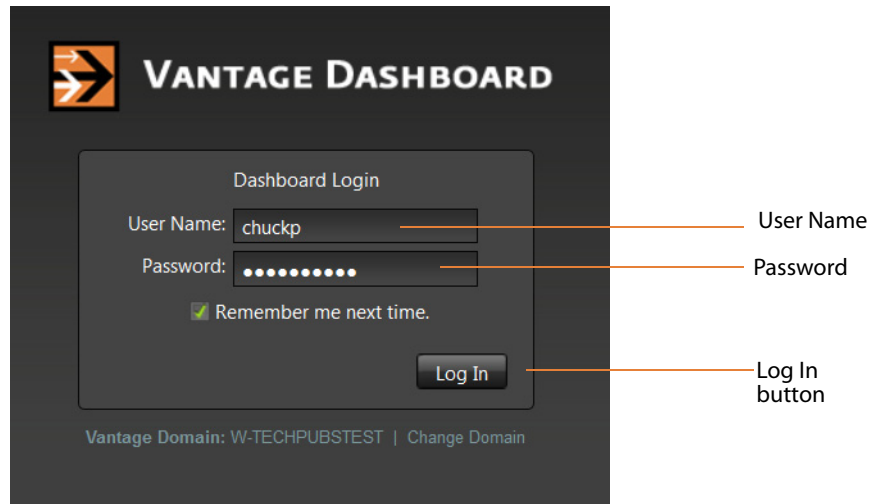 VANTAGE DASHBOARD
Dashboard Login
User Name: chuckp
User Name
Password: ●●●●●●●●●●
Password
Remember me next time.
Log In
Log In
button
Vantage Domain: W-TECHPUBSTEST | Change Domain